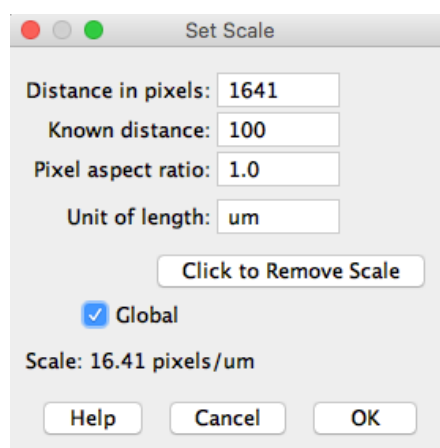 Set Scale
Distance in pixels: 1641
Known distance: 100
Pixel aspect ratio: 1.0
Unit of length: um
Click to Remove Scale
Global
Scale: 16.41 pixels/um
Help Cancel OK